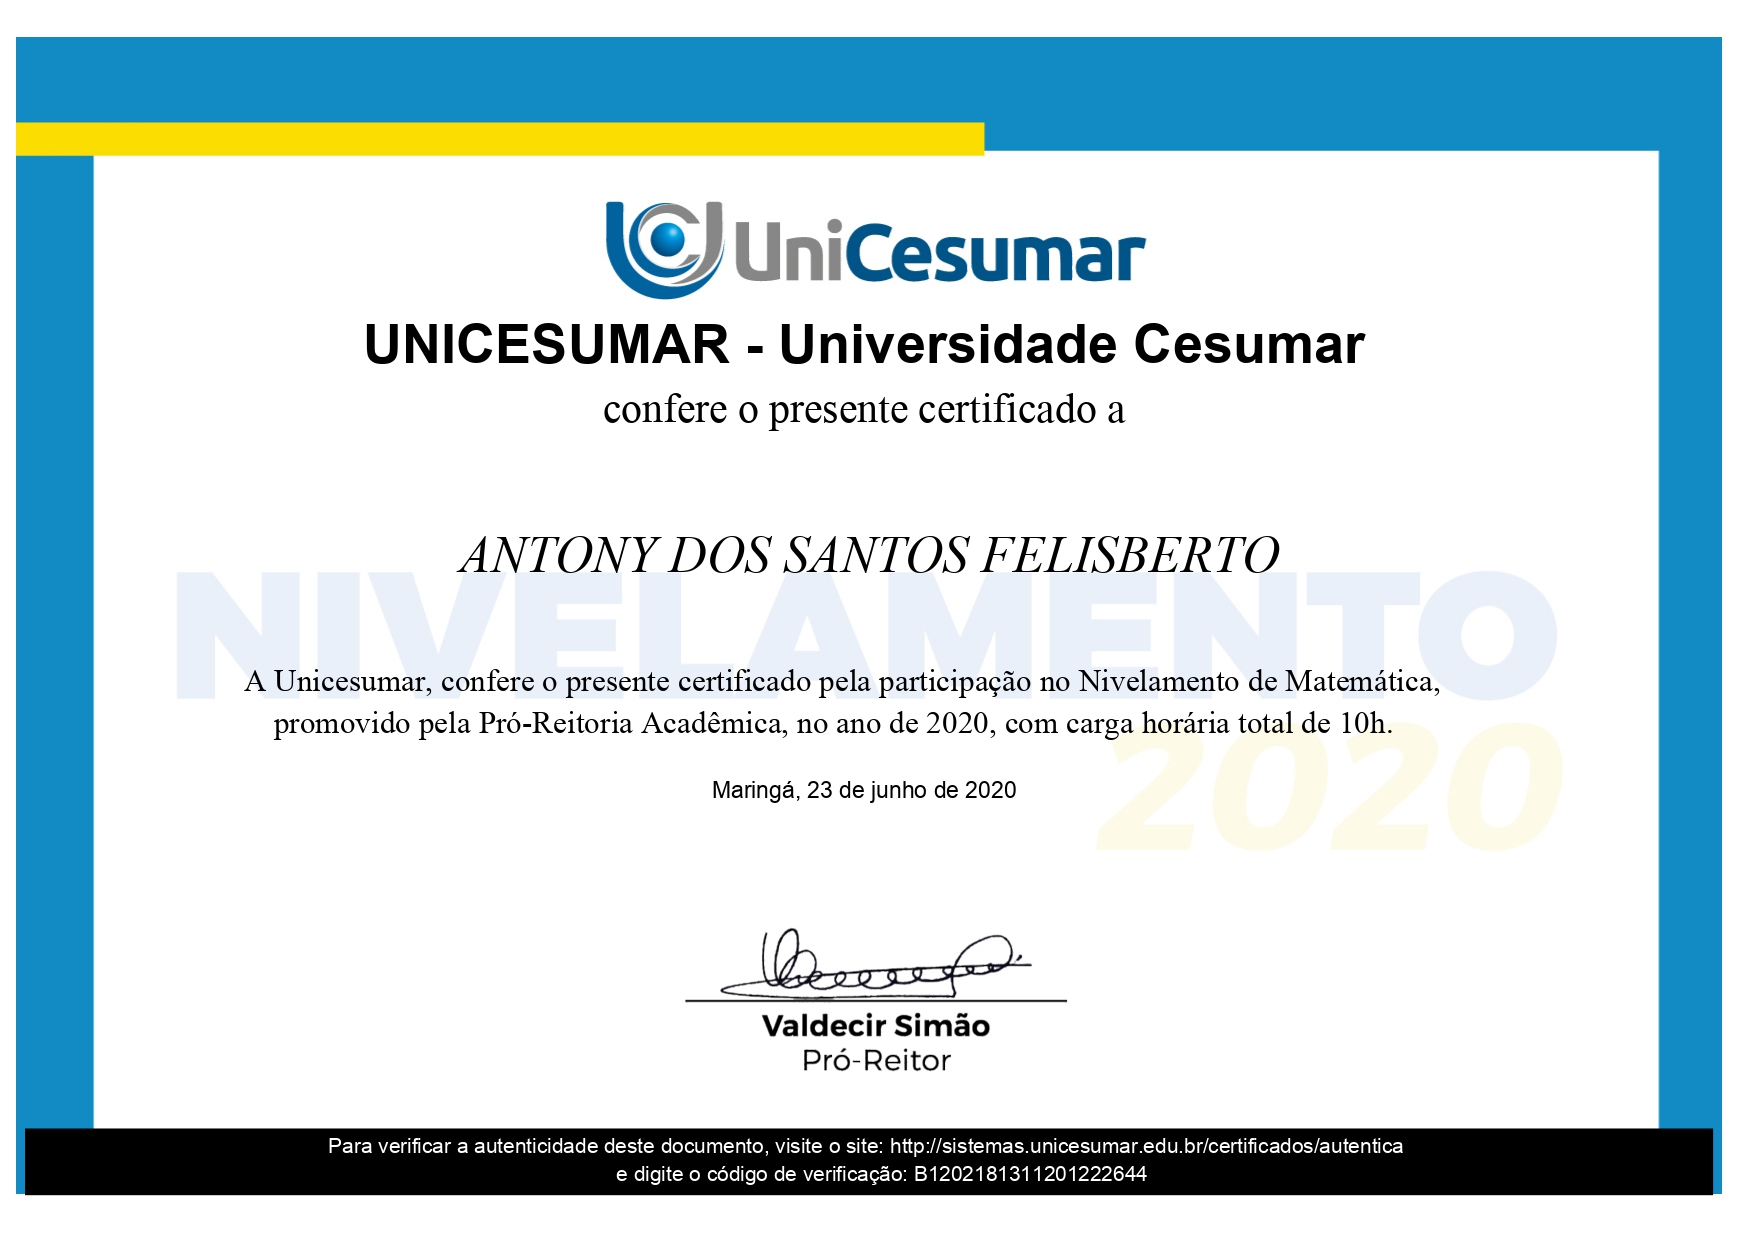 UniCesumar
UNICESUMAR - Universidade Cesumar
confere o presente certificado a
ANTONY DOS SANTOS FELISBERTO
NIVELAMENTO
A Unicesumar, confere o presente certificado pela participação no Nivelamento de Matemática,
promovido pela Pró-Reitoria Acadêmica, no ano de 2020, com carga horária total de 10h.
2020
Maringá, 23 de junho de 2020
Valdecir Simão
Pró-Reitor
Para verificar a autenticidade deste documento, visite o site: http://sistemas.unicesumar.edu.br/certificados/autentica
e digite o código de verificação: B1202181311201222644